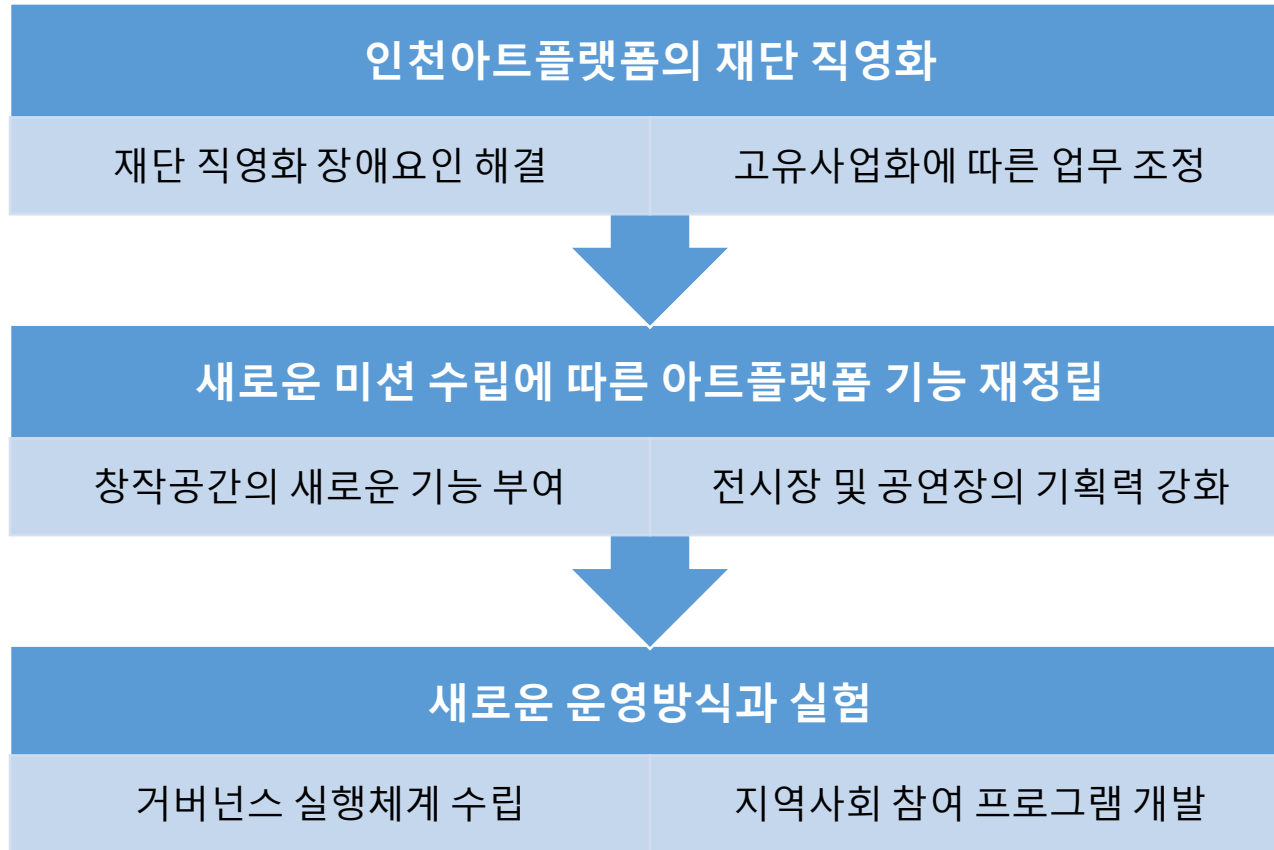 인천아트플랫폼의 재단 직영화
재단 직영화 장애요인 해결
고유사업화에 따른 업무 조정
새로운 미션 수립에 따른 아트플랫폼 기능 재정립
창작공간의 새로운 기능 부여
전시장 및 공연장의 기획력 강화
새로운 운영방식과 실험
거버넌스 실행체계 수립
지역사회 참여 프로그램 개발